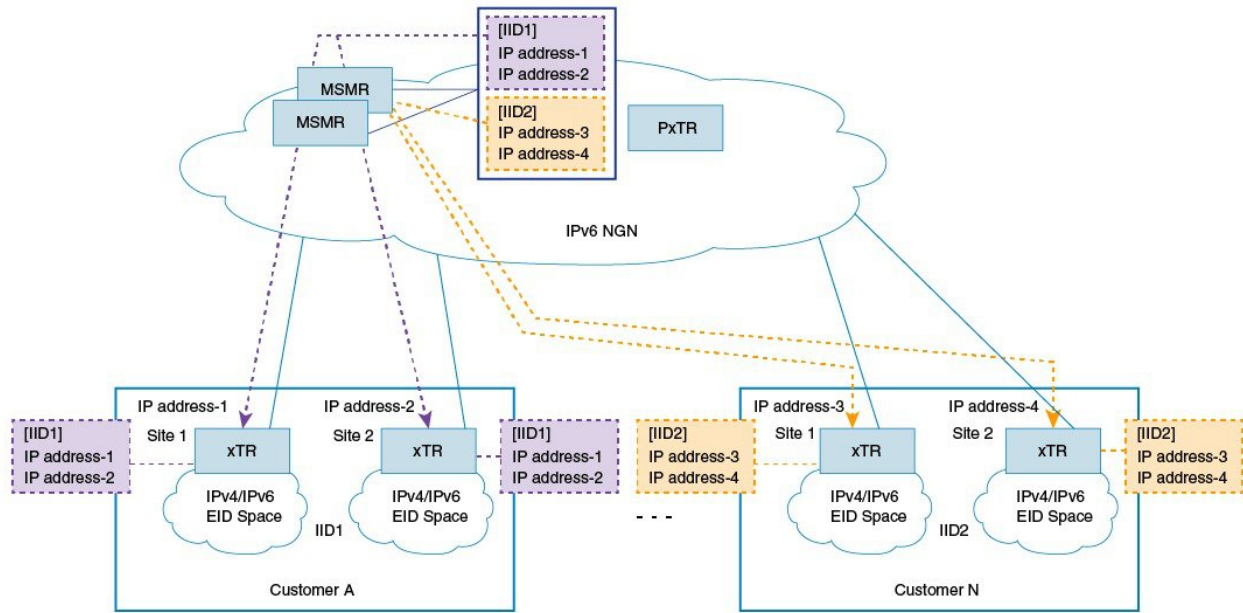 [IID1]
IP address-1
IP address-2
[IID2]
IP address-3
IP address-4
MSMR
MSMR
PxTR
IPv6 NGN
[IID1]
IP address-1
IP address-2
IP address-1
Site 1
xTR
IPv4/IPv6
EID Space
IID1
IP address-2
Site 2
xTR
IPv4/IPv6
EID Space
[IID1]
IP address-1
IP address-2
Customer A
- - -
[IID2]
IP address-3
IP address-4
IP address-3
Site 1
xTR
IPv4/IPv6
EID Space
IID2
IP address-4
Site 2
xTR
IPv4/IPv6
EID Space
[IID2]
IP address-3
IP address-4
Customer N